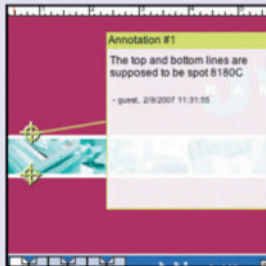 Annotation #1
The top and bottom lines are
supposed to be spot 8180C
- guest, 2/9/2007 11:31:55